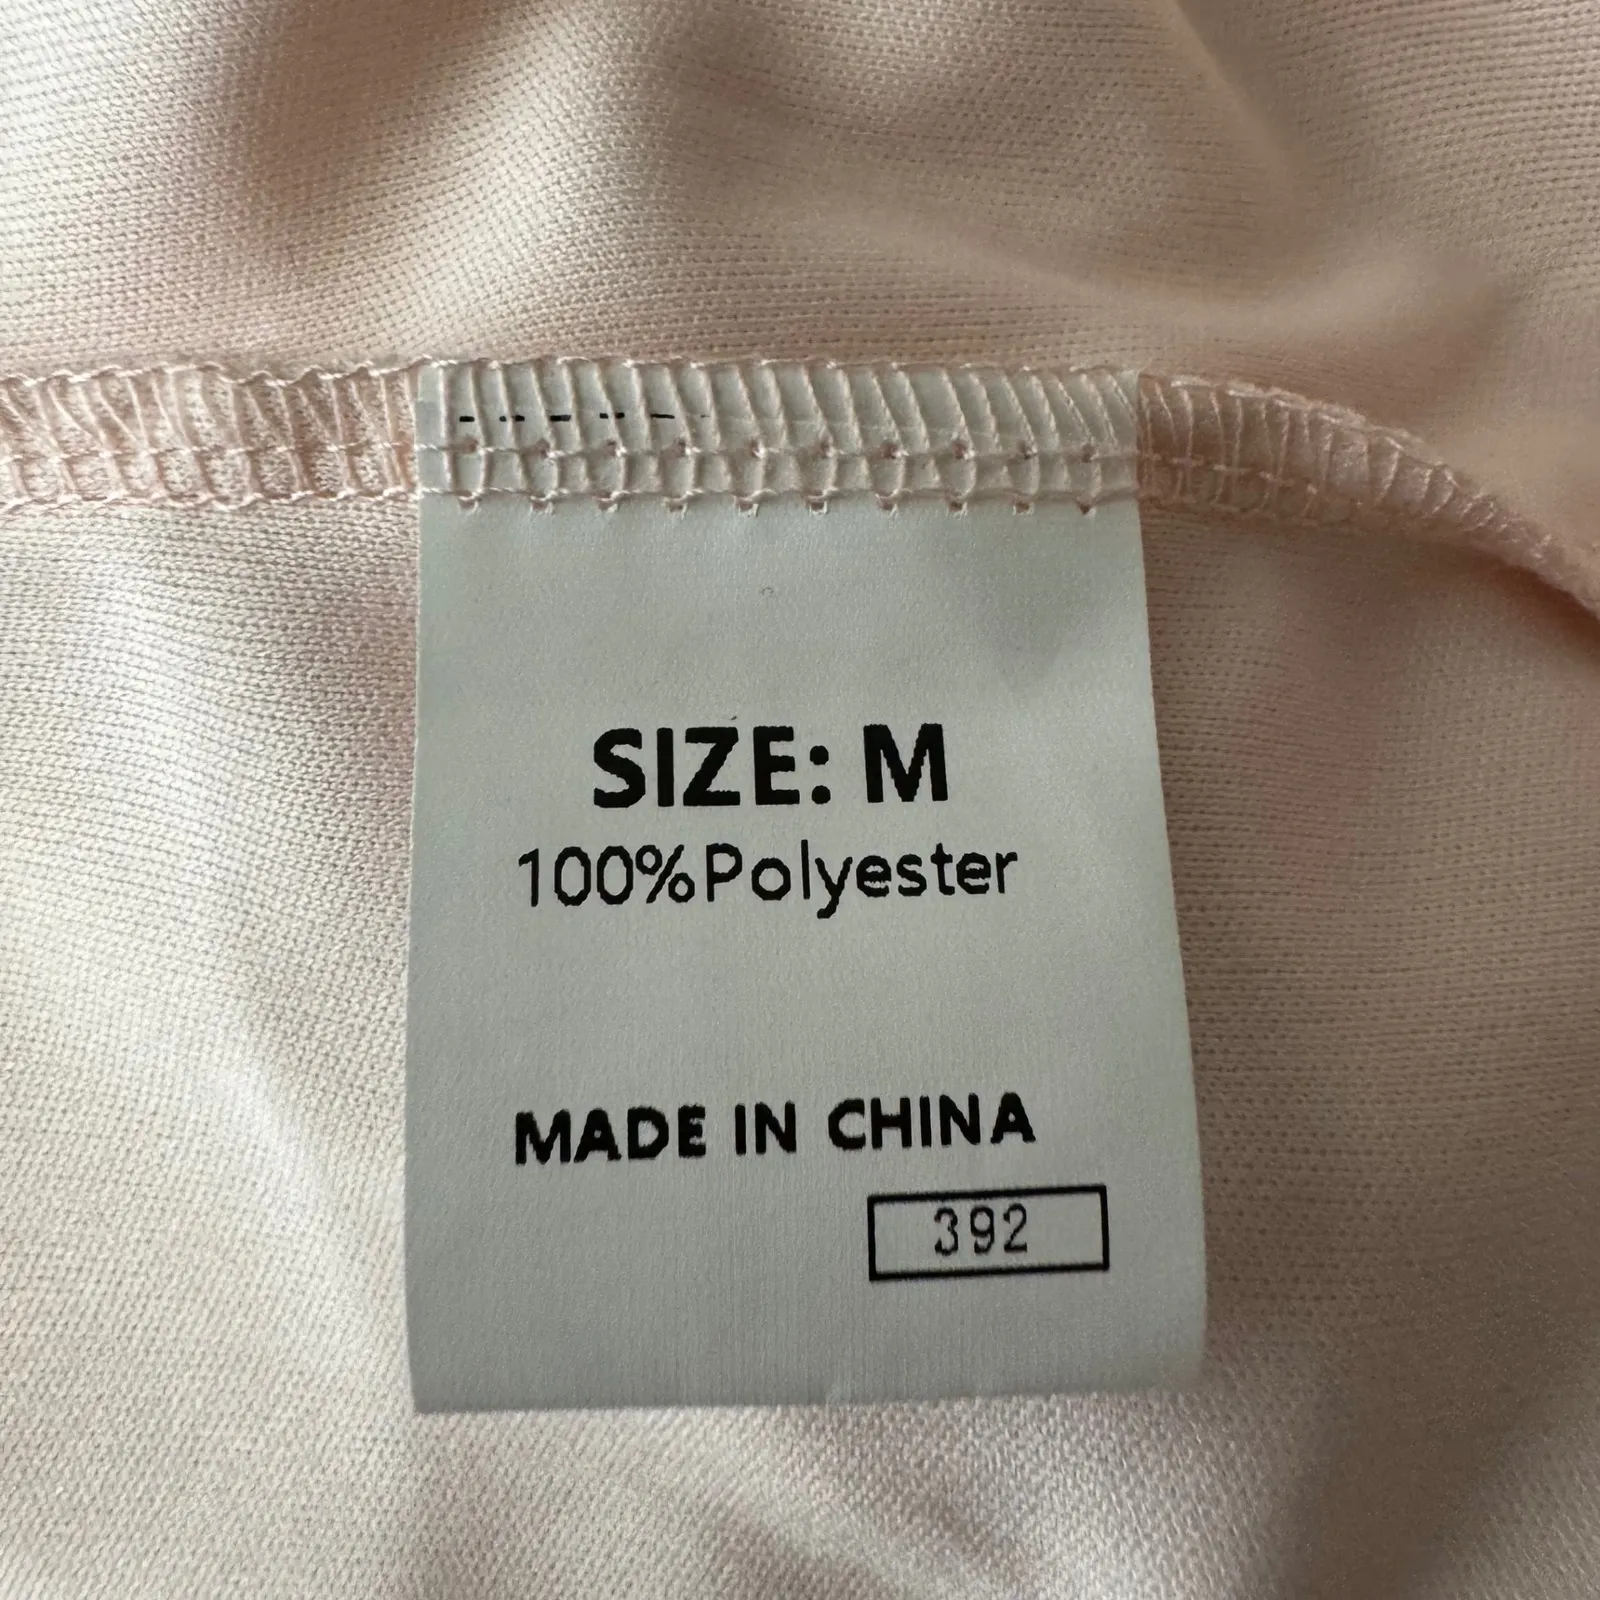 SIZE: M
100%Polyester
MADE IN CHINA
392